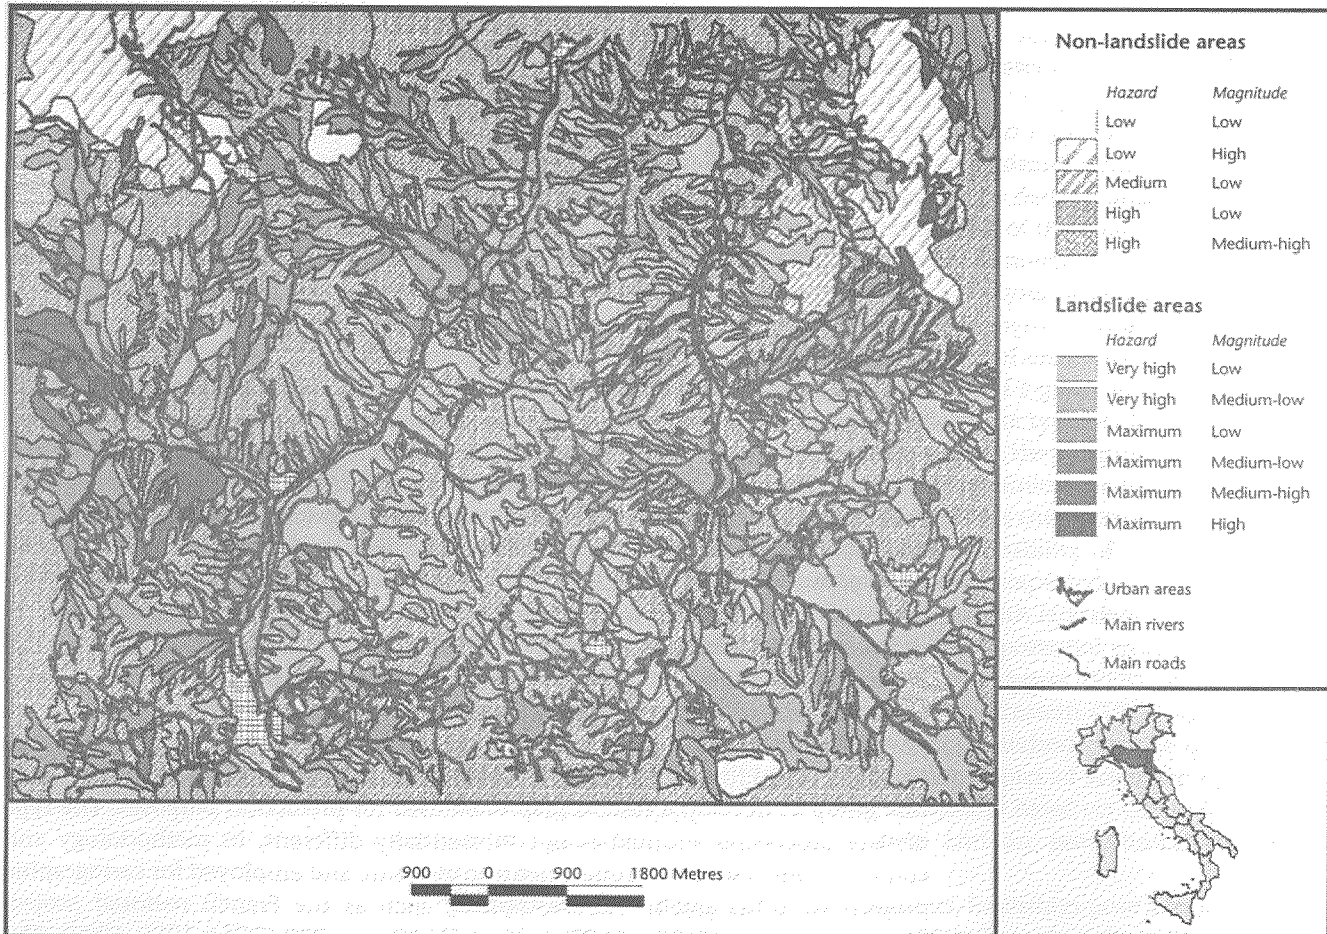 Non-landslide areas
Hazard Magnitude
Low Low
Low High
Medium Low
High Low
High Medium-high
Landslide areas
Hazard Magnitude
Very high Low
Very high Medium-low
Maximum Low
Maximum Medium-low
Maximum Medium-high
Maximum High
Urban areas
Main rivers
Main roads
900 0 900 1800 Metres